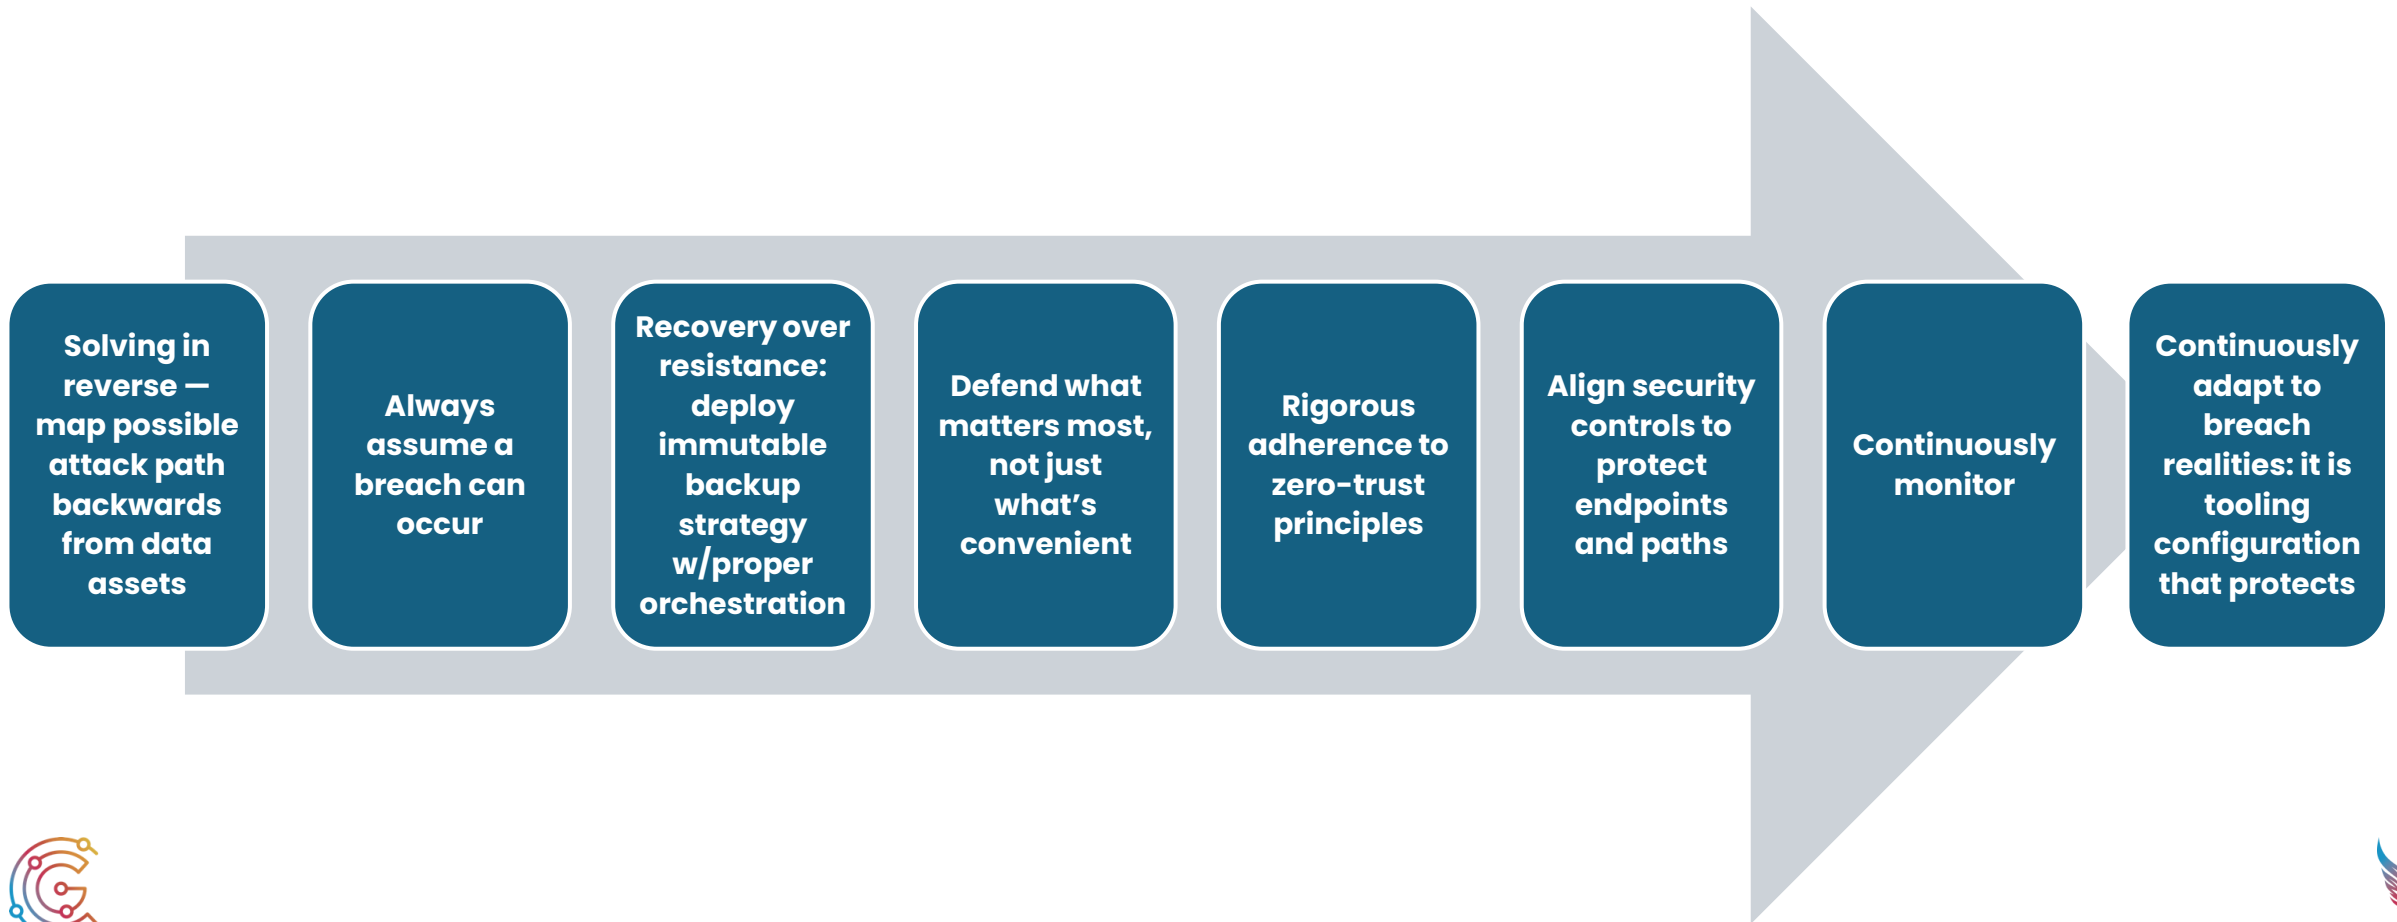 Solving in
reverse —
map possible
attack path
backwards
from data
assets
Always
assume a
breach can
occur
Recovery over
resistance:
deploy
immutable
backup
strategy
w/proper
orchestration
Defend what
matters most,
not just
what’s
convenient
Rigorous
adherence to
zero-trust
principles
Align security
controls to
protect
endpoints
and paths
Continuously
monitor
Continuously
adapt to
breach
realities: it is
tooling
configuration
that protects